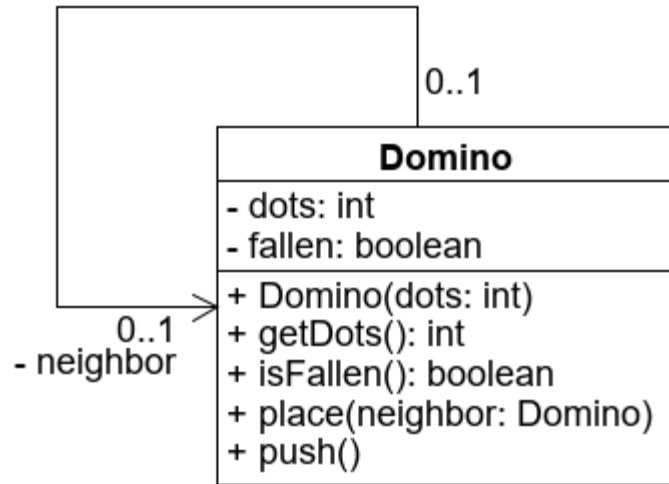 0..1
Domino
- dots: int
- fallen: boolean
+ Domino(dots: int)
0..1
+ getDots(): int
- neighbor
+ isFallen(): boolean
+ place(neighbor: Domino)
+ push()